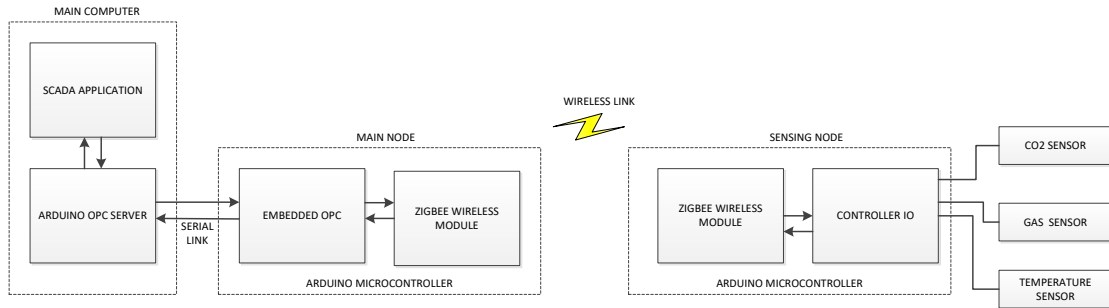 MAIN COMPUTER
SCADA APPLICATION
ARDUINO OPC SERVER
SERIAL
LINK
MAIN NODE
EMBEDDED OPC
ZIGBEE WIRELESS
MODULE
ARDUINO MICROCONTROLLER
WIRELESS LINK
SENSING NODE
ZIGBEE WIRELESS
MODULE
CONTROLLER IO
ARDUINO MICROCONTROLLER
CO2 SENSOR
GAS SENSOR
TEMPERATURE
SENSOR